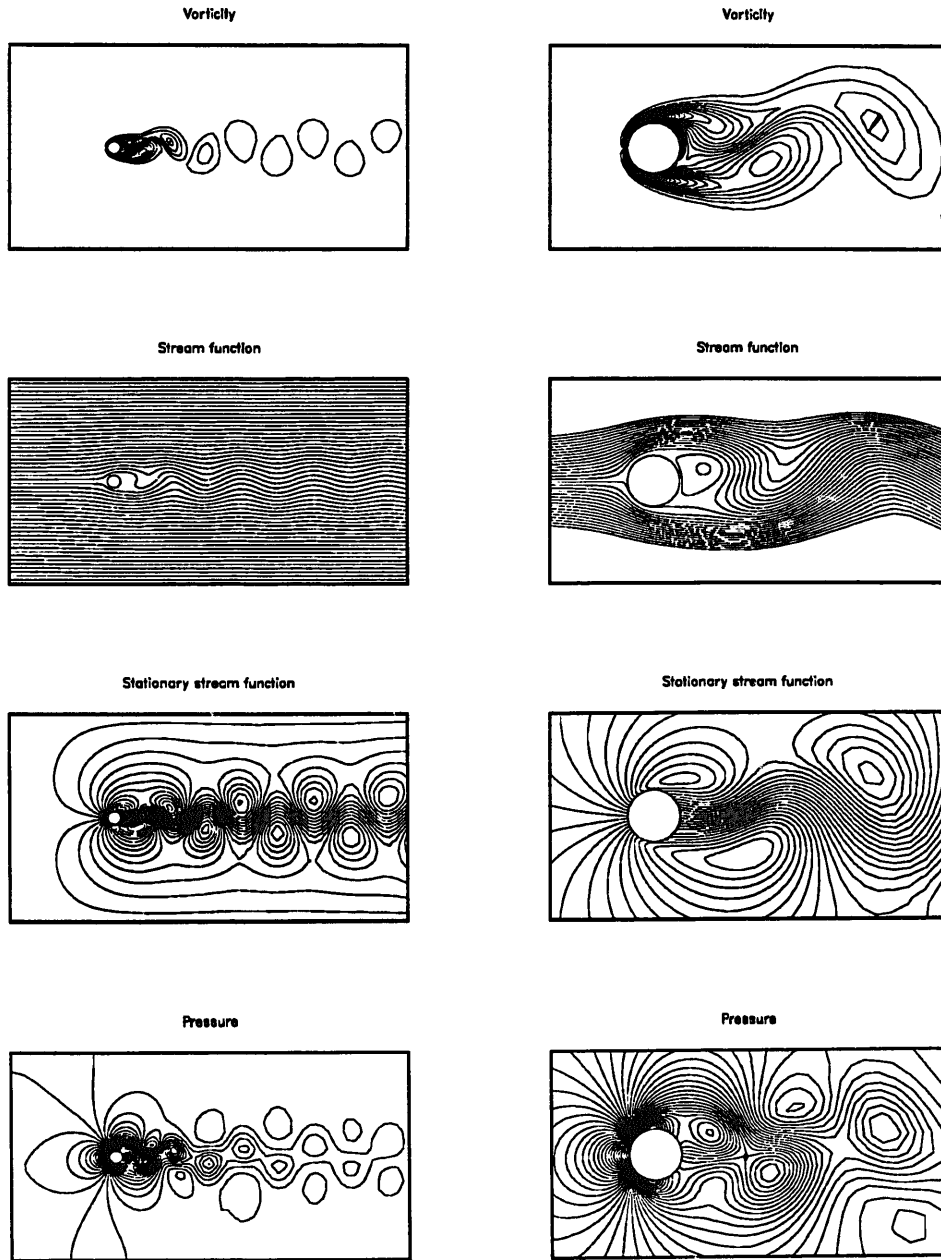 Vorticity
Vorticity
Stream function
Stream function
Stationary stream function
Stationary stream function
Pressure
Pressure